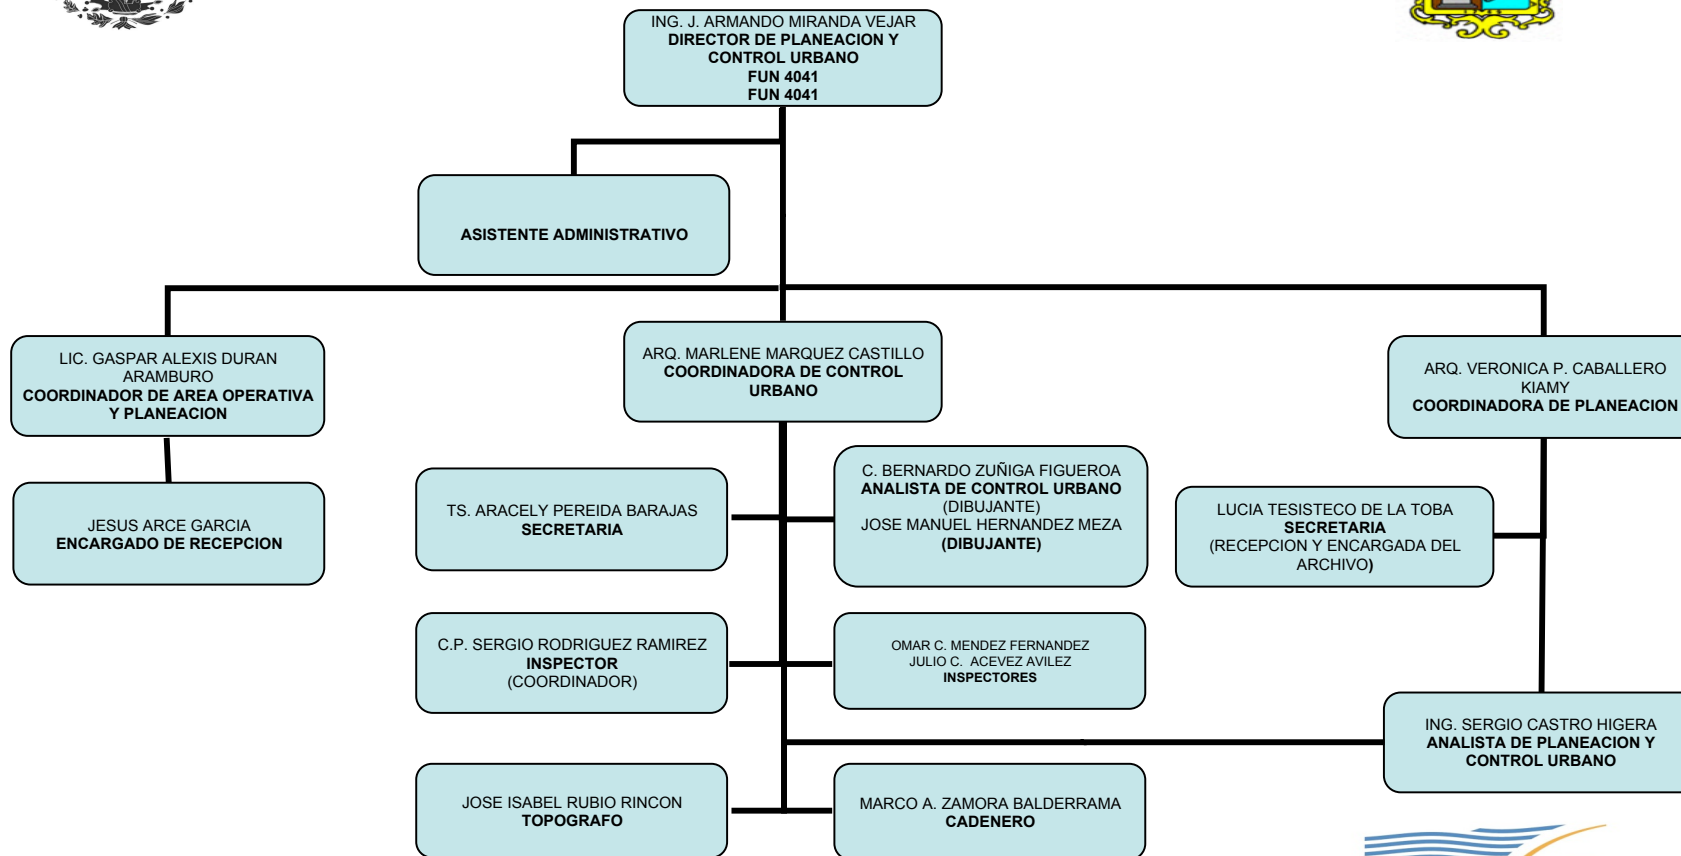 ING. J. ARMANDO MIRANDA VEJAR
DIRECTOR DE PLANEACION Y
CONTROL URBANO
FUN 4041
FUN 4041
ASISTENTE ADMINISTRATIVO
LIC. GASPAR ALEXIS DURAN
ARAMBURO
COORDINADOR DE AREA OPERATIVA
Y PLANEACION
ARQ. MARLENE MARQUEZ CASTILLO
COORDINADORA DE CONTROL
URBANO
ARQ. VERONICA P. CABALLERO
KIAMY
COORDINADORA DE PLANEACION
JESUS ARCE GARCIA
ENCARGADO DE RECEPCION
TS. ARACELY PEREIDA BARAJAS
SECRETARIA
C. BERNARDO ZUÑIGA FIGUEROA
ANALISTA DE CONTROL URBANO
(DIBUJANTE)
JOSE MANUEL HERNANDEZ MEZA
(DIBUJANTE)
LUCIA TESISTECO DE LA TOBA
SECRETARIA
(RECEPCION Y ENCARGADA DEL
ARCHIVO)
C.P. SERGIO RODRIGUEZ RAMIREZ
INSPECTOR
(COORDINADOR)
OMAR C. MENDEZ FERNANDEZ
JULIO C. ACEVEZ AVILEZ
INSPECTORES
ING. SERGIO CASTRO HIGERA
ANALISTA DE PLANEACION Y
CONTROL URBANO
JOSE ISABEL RUBIO RINCON
TOPOGRAFO
MARCO A. ZAMORA BALDERRAMA
CADENERO